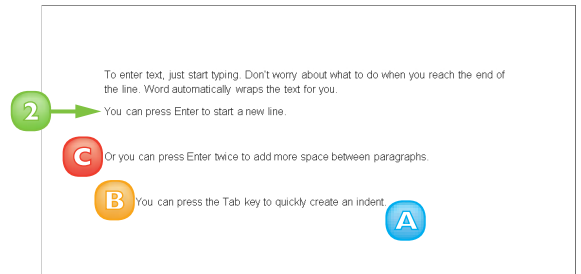 To enter text, just start typing. Don't worry about what to do when you reach the end of
the line. Word automatically wraps the text for you.
2
You can press Enter to start a new line.
C
Or you can press Enter twice to add more space between paragraphs.
B
You can press the Tab key to quickly create an indent.
A